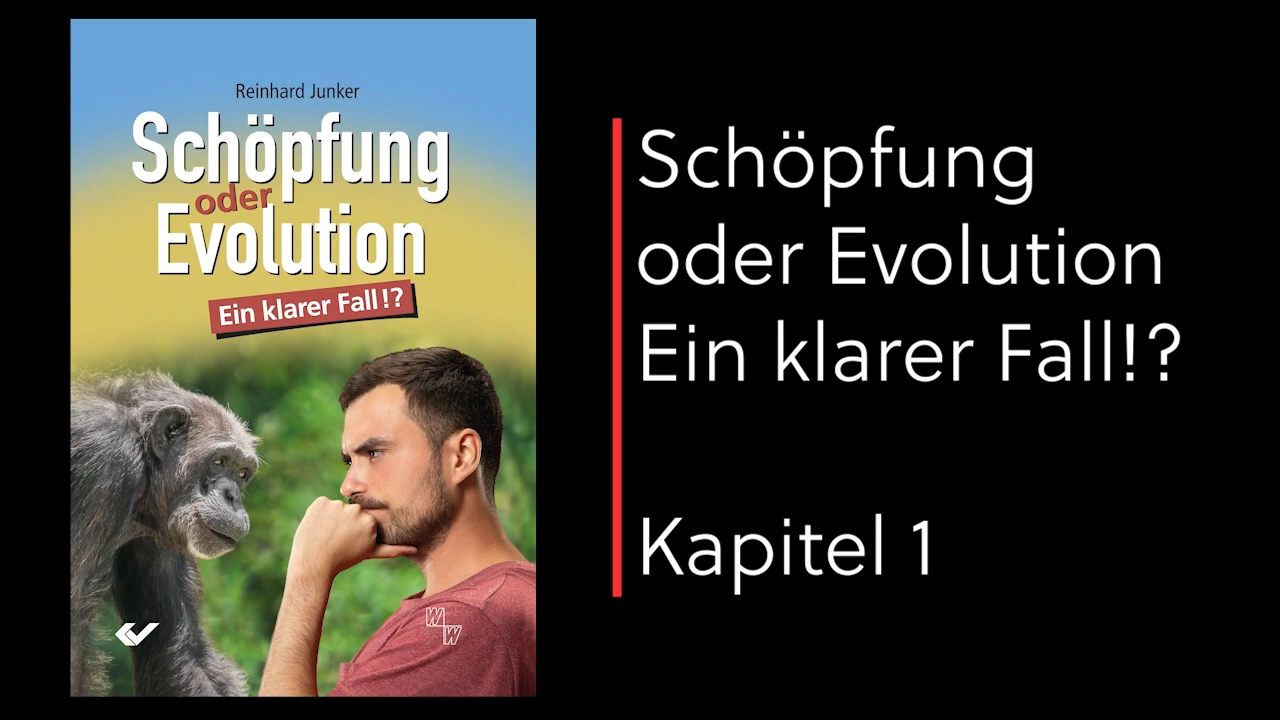 Reinhard Junker
Schöpfung
oder
Evolution
Ein klarer Fall!?
W
W
Schöpfung
oder Evolution
Ein klarer Fall!?
Kapitel 1